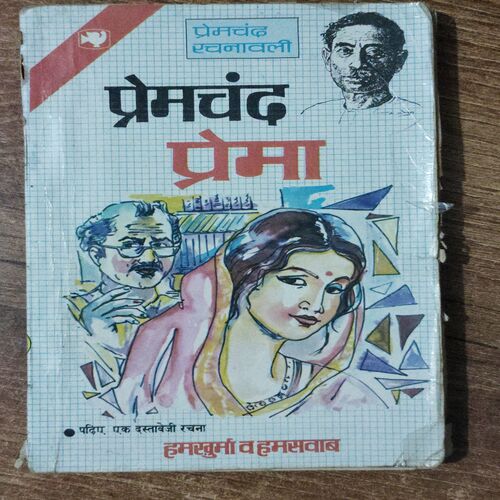 प्रेमचंद
रचनावली
प्रेमचंद
प्रेमा
पढ़िए, एक दस्तावेजी रचना
हमखुर्मा व हमसवाब